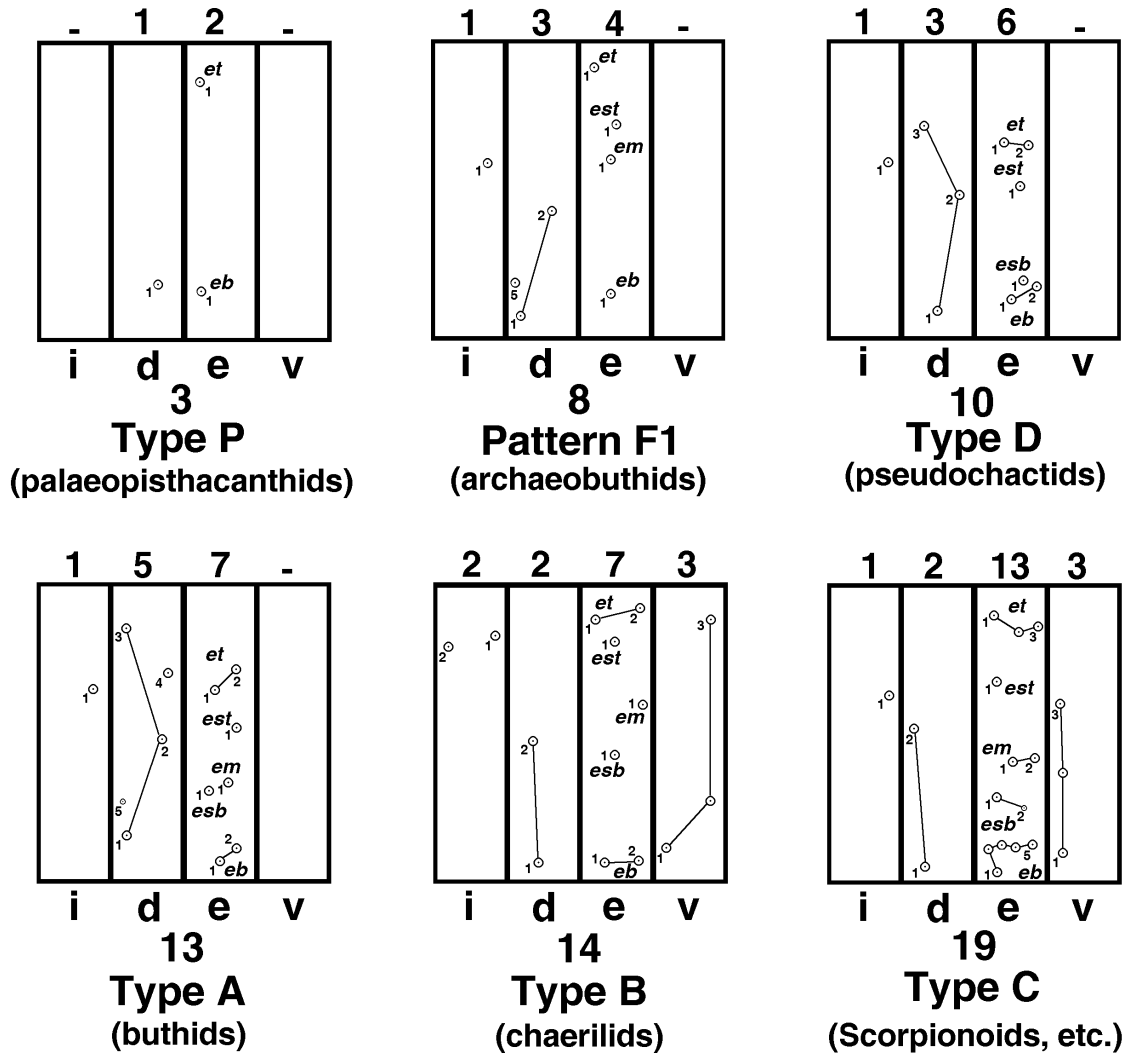 - 1 2 -
et
1
1
eb
1
i d e v
3
Type P
(palaeopisthacanthids)
1 3 4 -
et
1
est
1
em
1
1
2
eb
5
1
1
i d e v
8
Pattern F1
(archaeobuthids)
1 3 6 -
3
et
1 2
1
est
2
1
esb
1
1 2
1
eb
i d e v
10
Type D
(pseudochactids)
1 5 7 -
3
et
4
2
1
1
est
1
2
em
1 1
5
esb
1
2
1
eb
i d e v
13
Type A
(buthids)
2 2 7 3
et
1 2
3
1
2
1
est
1
em
2
1
esb
1
1
1 2
eb
i d e v
14
Type B
(chaerilids)
1 2 13 3
et
1
3
1
1
est
3
2
em
1 2
1
esb
2
5
1
1
eb
1
i d e v
19
Type C
(Scorpionoids, etc.)